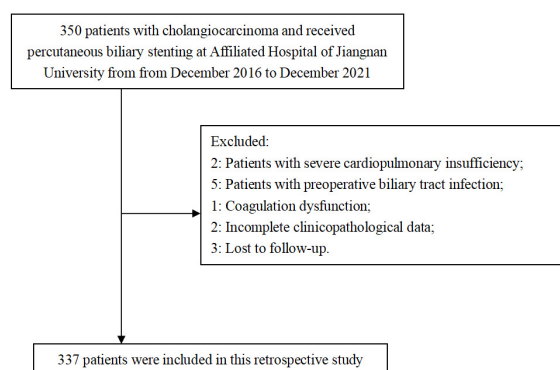 350 patients with cholangiocarcinoma and received
percutaneous biliary stenting at Affiliated Hospital of Jiangnan
University from from December 2016 to December 2021
Excluded:
2: Patients with severe cardiopulmonary insufficiency;
5: Patients with preoperative biliary tract infection;
1: Coagulation dysfunction;
2: Incomplete clinicopathological data;
3: Lost to follow-up.
337 patients were included in this retrospective study